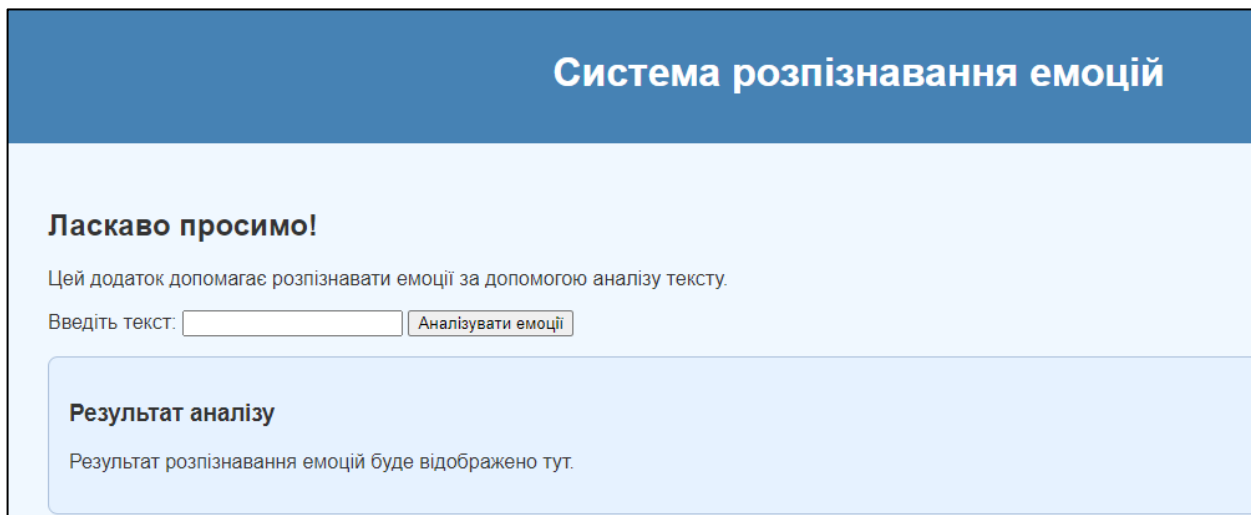 Система розпізнавання емоцій
Ласкаво просимо!
Цей додаток допомагає розпізнавати емоції за допомогою аналізу тексту.
Введіть текст: Аналізувати емоції
Результат аналізу
Результат розпізнавання емоцій буде відображено тут.